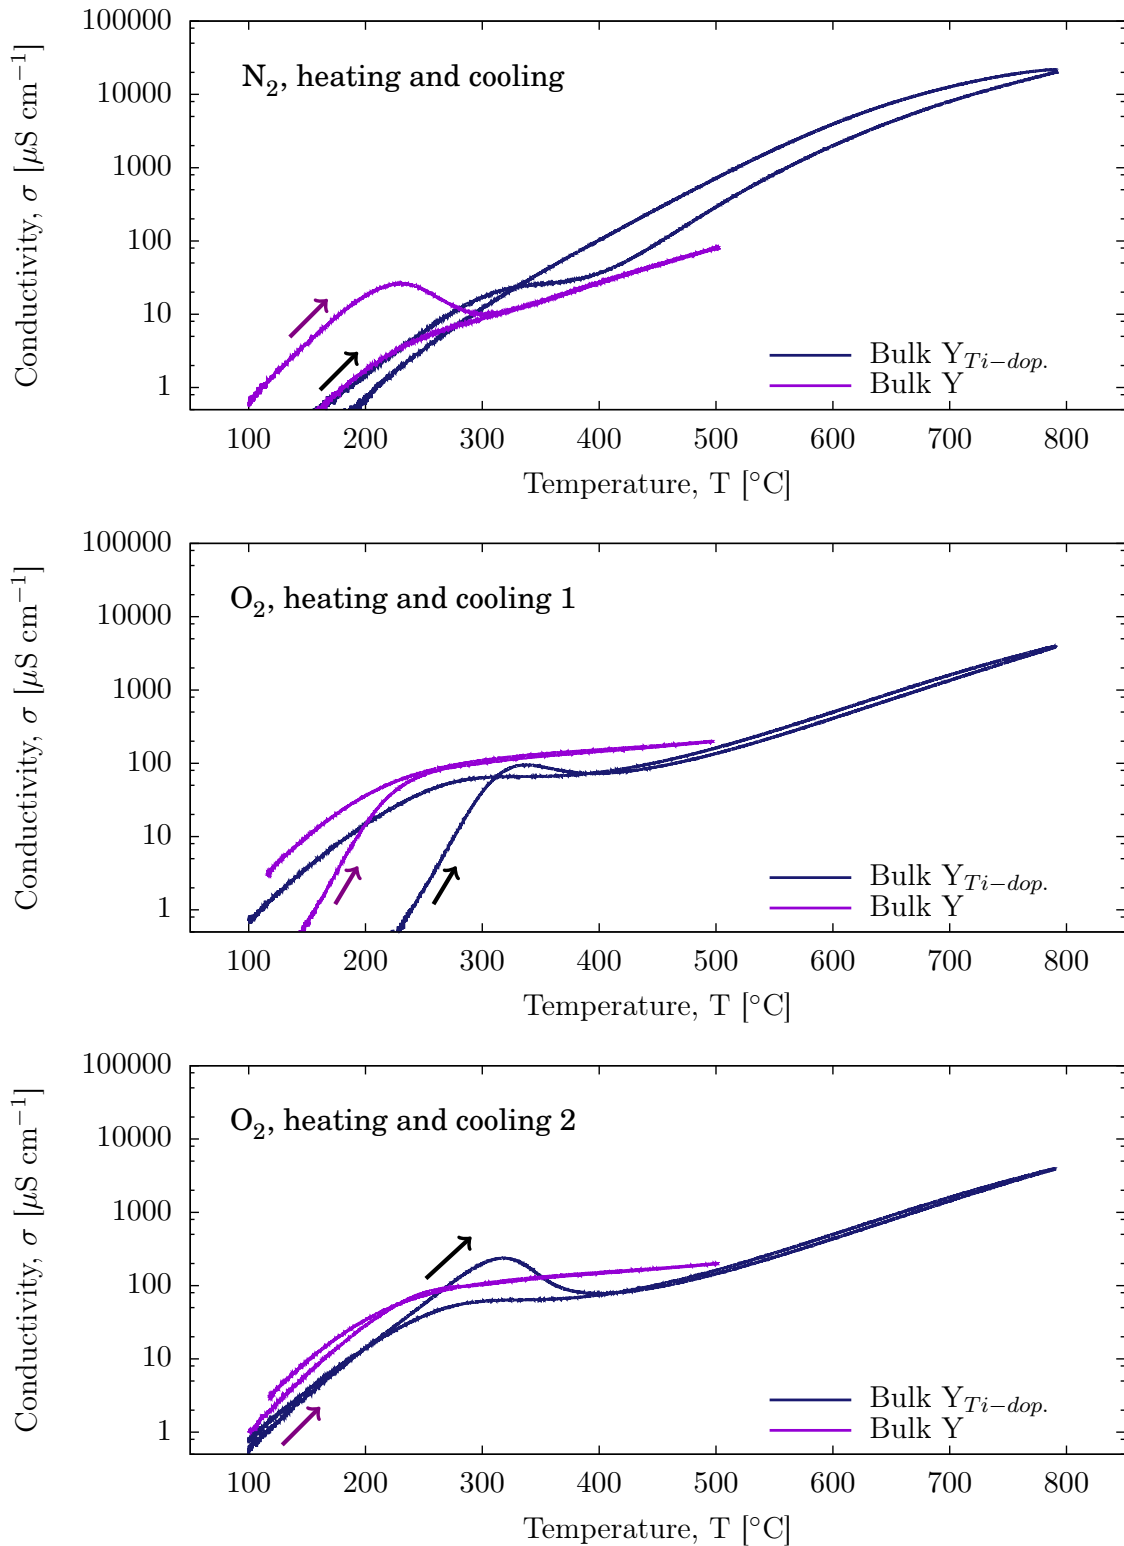 100000
10000
1000
100
10
1
Conductivity, σ [μS cm⁻¹]
N₂, heating and cooling
Bulk Y_Ti−dop.
Bulk Y
100 200 300 400 500 600 700 800
Temperature, T [°C]
100000
10000
1000
100
10
1
Conductivity, σ [μS cm⁻¹]
O₂, heating and cooling 1
Bulk Y_Ti−dop.
Bulk Y
100 200 300 400 500 600 700 800
Temperature, T [°C]
100000
10000
1000
100
10
1
Conductivity, σ [μS cm⁻¹]
O₂, heating and cooling 2
Bulk Y_Ti−dop.
Bulk Y
100 200 300 400 500 600 700 800
Temperature, T [°C]